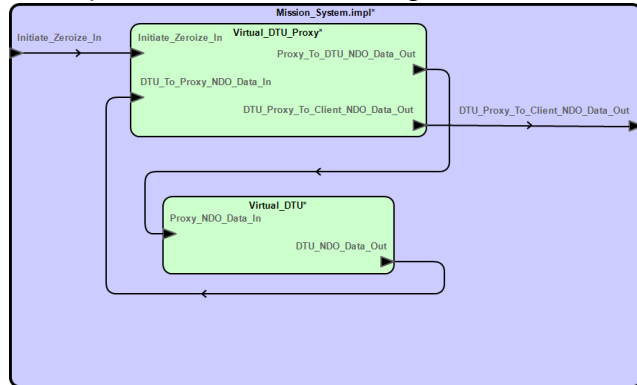 Mission_System.impl*
Initiate_Zeroize_In
Initiate_Zeroize_In
Virtual_DTU_Proxy*
Proxy_To_DTU_NDO_Data_Out
DTU_To_Proxy_NDO_Data_In
DTU_Proxy_To_Client_NDO_Data_Out
DTU_Proxy_To_Client_NDO_Data_Out
Virtual_DTU*
Proxy_NDO_Data_In
DTU_NDO_Data_Out